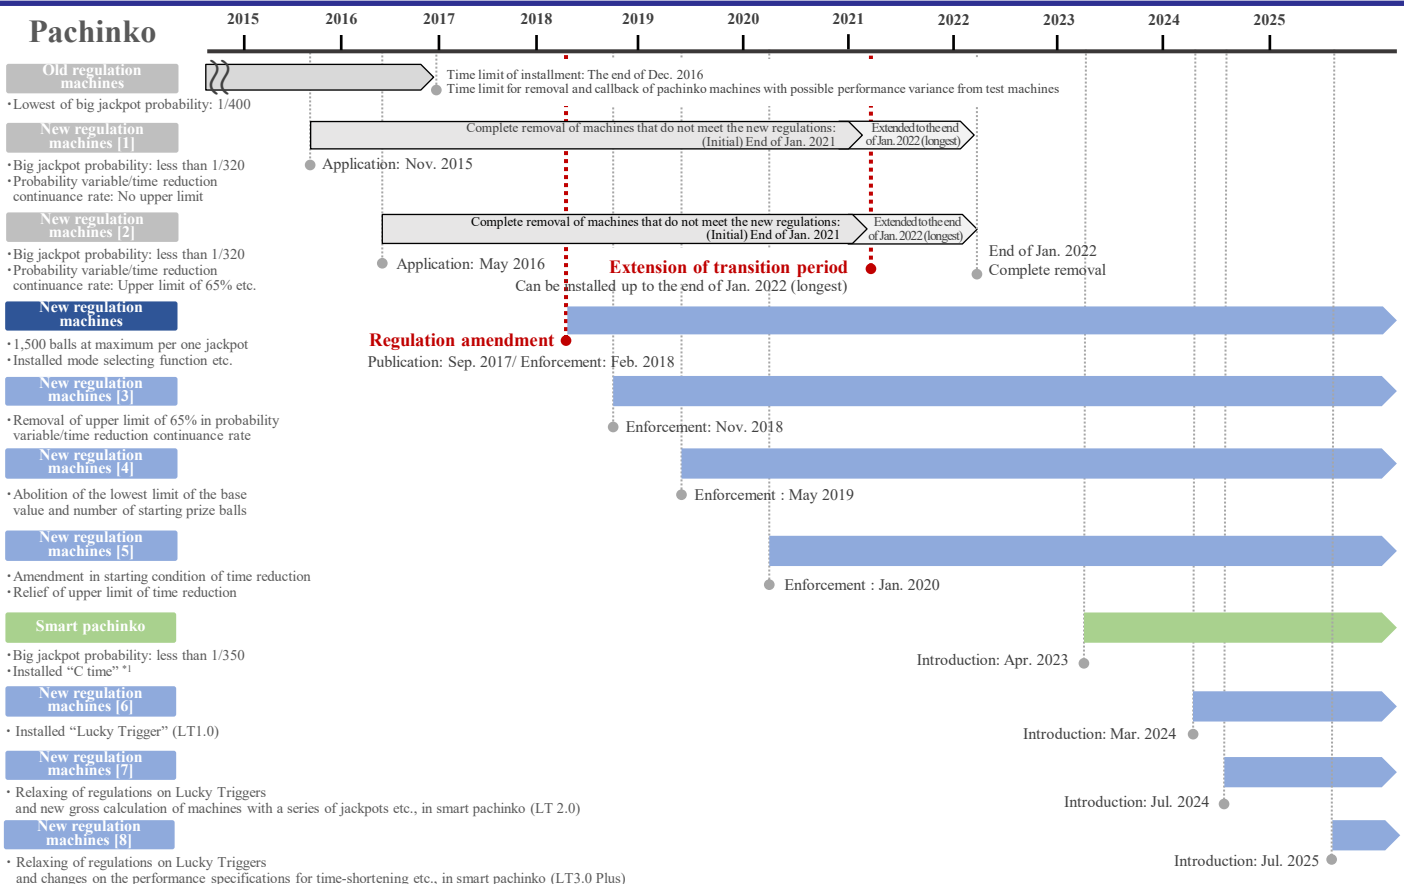 Pachinko
2015 2016 2017 2018 2019 2020 2021 2022 2023 2024 2025
Old regulation
machines
・Lowest of big jackpot probability: 1/400
Time limit of installment: The end of Dec. 2016
Time limit for removal and callback of pachinko machines with possible performance variance from test machines
New regulation
machines [1]
・Big jackpot probability: less than 1/320
・Probability variable/time reduction
continuance rate: No upper limit
Complete removal of machines that do not meet the new regulations:
(Initial) End of Jan. 2021
Extended to the end
of Jan. 2022 (longest)
Application: Nov. 2015
New regulation
machines [2]
・Big jackpot probability: less than 1/320
・Probability variable/time reduction
continuance rate: Upper limit of 65% etc.
Complete removal of machines that do not meet the new regulations:
(Initial) End of Jan. 2021
Extended to the end
of Jan. 2022 (longest)
Application: May 2016
End of Jan. 2022
Complete removal
Extension of transition period
Can be installed up to the end of Jan. 2022 (longest)
New regulation
machines
・1,500 balls at maximum per one jackpot
・Installed mode selecting function etc.
Regulation amendment
Publication: Sep. 2017/ Enforcement: Feb. 2018
New regulation
machines [3]
・Removal of upper limit of 65% in probability
variable/time reduction continuance rate
Enforcement: Nov. 2018
New regulation
machines [4]
・Abolition of the lowest limit of the base
value and number of starting prize balls
Enforcement : May 2019
New regulation
machines [5]
・Amendment in starting condition of time reduction
・Relief of upper limit of time reduction
Enforcement : Jan. 2020
Smart pachinko
・Big jackpot probability: less than 1/350
・Installed “C time” *1
Introduction: Apr. 2023
New regulation
machines [6]
・Installed “Lucky Trigger” (LT1.0)
Introduction: Mar. 2024
New regulation
machines [7]
・Relaxing of regulations on Lucky Triggers
and new gross calculation of machines with a series of jackpots etc., in smart pachinko (LT 2.0)
Introduction: Jul. 2024
New regulation
machines [8]
・Relaxing of regulations on Lucky Triggers
and changes on the performance specifications for time-shortening etc., in smart pachinko (LT3.0 Plus)
Introduction: Jul. 2025